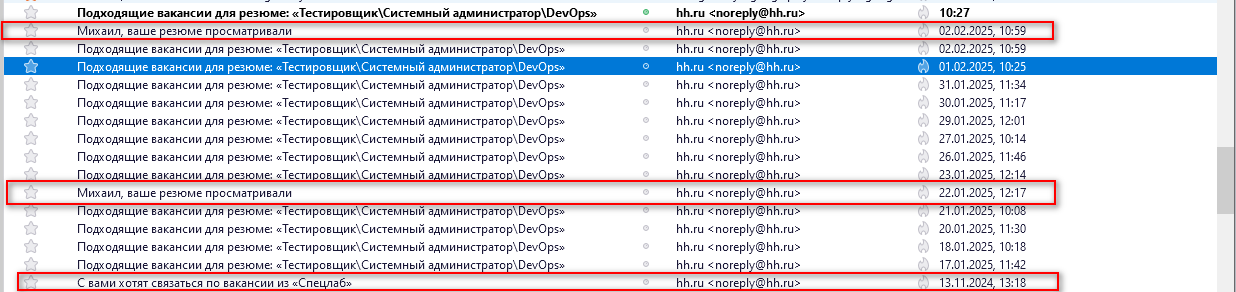 Подходящие вакансии для резюме: «Тестировщик\Системный администратор\DevOps» hh.ru <noreply@hh.ru> 10:27
Михаил, ваше резюме просматривали hh.ru <noreply@hh.ru> 02.02.2025, 10:59
Подходящие вакансии для резюме: «Тестировщик\Системный администратор\DevOps» hh.ru <noreply@hh.ru> 02.02.2025, 10:59
Подходящие вакансии для резюме: «Тестировщик\Системный администратор\DevOps» hh.ru <noreply@hh.ru> 01.02.2025, 10:25
Подходящие вакансии для резюме: «Тестировщик\Системный администратор\DevOps» hh.ru <noreply@hh.ru> 31.01.2025, 11:34
Подходящие вакансии для резюме: «Тестировщик\Системный администратор\DevOps» hh.ru <noreply@hh.ru> 30.01.2025, 11:17
Подходящие вакансии для резюме: «Тестировщик\Системный администратор\DevOps» hh.ru <noreply@hh.ru> 29.01.2025, 12:01
Подходящие вакансии для резюме: «Тестировщик\Системный администратор\DevOps» hh.ru <noreply@hh.ru> 27.01.2025, 10:14
Подходящие вакансии для резюме: «Тестировщик\Системный администратор\DevOps» hh.ru <noreply@hh.ru> 26.01.2025, 11:46
Подходящие вакансии для резюме: «Тестировщик\Системный администратор\DevOps» hh.ru <noreply@hh.ru> 23.01.2025, 12:14
Михаил, ваше резюме просматривали hh.ru <noreply@hh.ru> 22.01.2025, 12:17
Подходящие вакансии для резюме: «Тестировщик\Системный администратор\DevOps» hh.ru <noreply@hh.ru> 21.01.2025, 10:08
Подходящие вакансии для резюме: «Тестировщик\Системный администратор\DevOps» hh.ru <noreply@hh.ru> 20.01.2025, 11:30
Подходящие вакансии для резюме: «Тестировщик\Системный администратор\DevOps» hh.ru <noreply@hh.ru> 18.01.2025, 10:18
Подходящие вакансии для резюме: «Тестировщик\Системный администратор\DevOps» hh.ru <noreply@hh.ru> 17.01.2025, 11:42
С вами хотят связаться по вакансии из «Спецлаб» hh.ru <noreply@hh.ru> 13.11.2024, 13:18